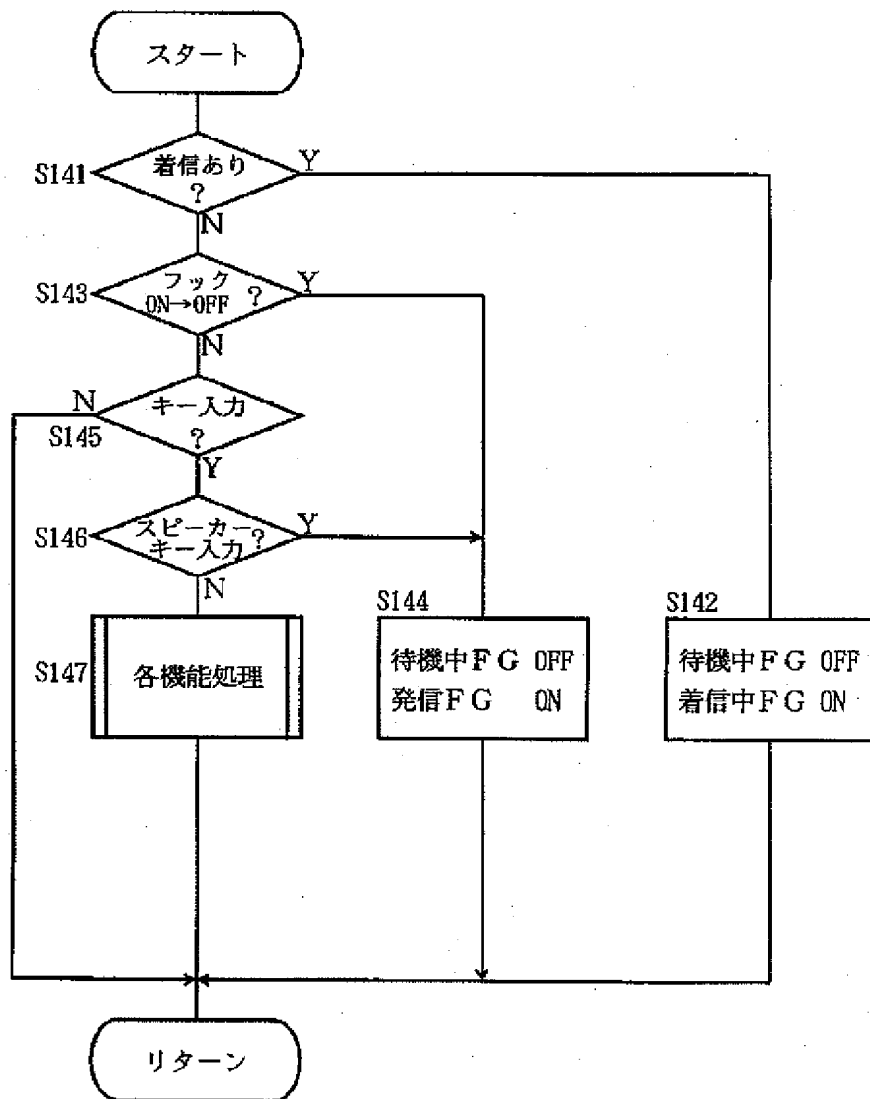 スタート
S141
着信あり
?
Y
N
S143
フック
ON→OFF ?
Y
N
N
S145
キー入力
?
Y
S146
スピーカー
キー入力 ?
Y
N
S147
各機能処理
S144
待機中FG OFF
発信FG ON
S142
待機中FG OFF
着信中FG ON
リターン